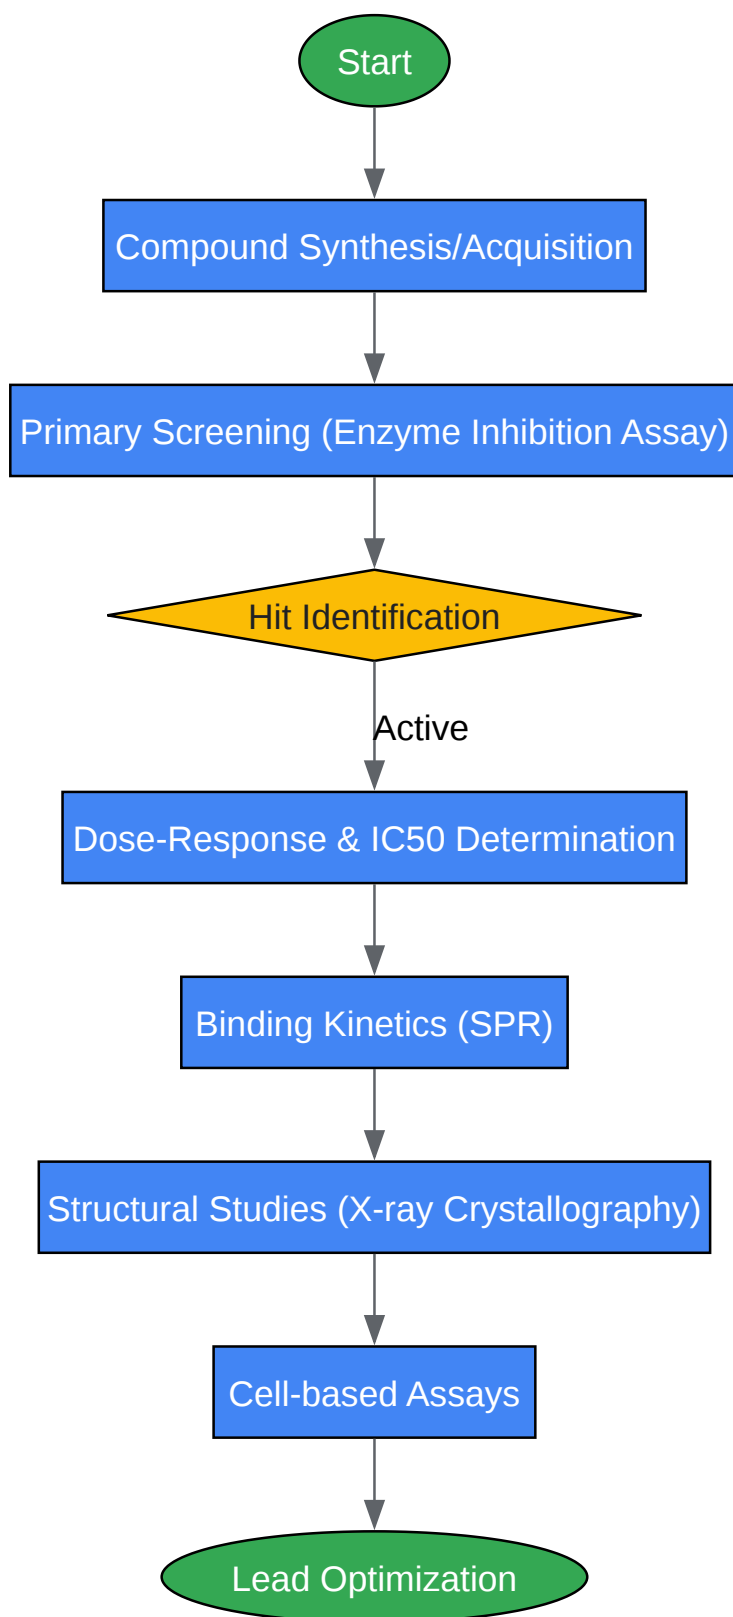 Start
Compound Synthesis/Acquisition
Primary Screening (Enzyme Inhibition Assay)
Hit Identification
Active
Dose-Response & IC50 Determination
Binding Kinetics (SPR)
Structural Studies (X-ray Crystallography)
Cell-based Assays
Lead Optimization